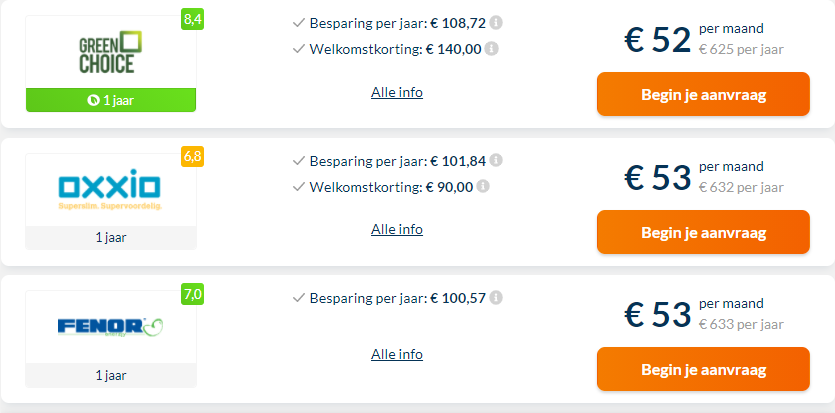 8,4
GREEN
CHOICE
1 jaar
Besparing per jaar: € 108,72
Welkomstkorting: € 140,00
Alle info
€ 52 per maand
€ 625 per jaar
Begin je aanvraag
6,8
oxxio
Superslim. Supervoordelig.
1 jaar
Besparing per jaar: € 101,84
Welkomstkorting: € 90,00
Alle info
€ 53 per maand
€ 632 per jaar
Begin je aanvraag
7,0
FENOR
1 jaar
Besparing per jaar: € 100,57
Alle info
€ 53 per maand
€ 633 per jaar
Begin je aanvraag